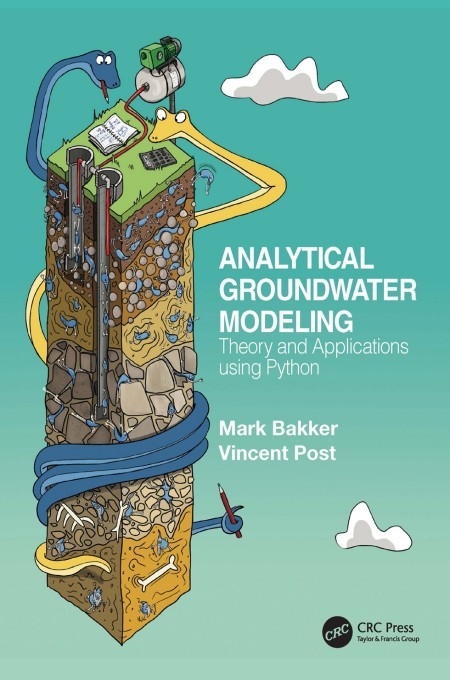 ANALYTICAL
GROUNDWATER
MODELING
Theory and Applications
using Python
Mark Bakker
Vincent Post
CRC
CRC Press
Taylor & Francis Group